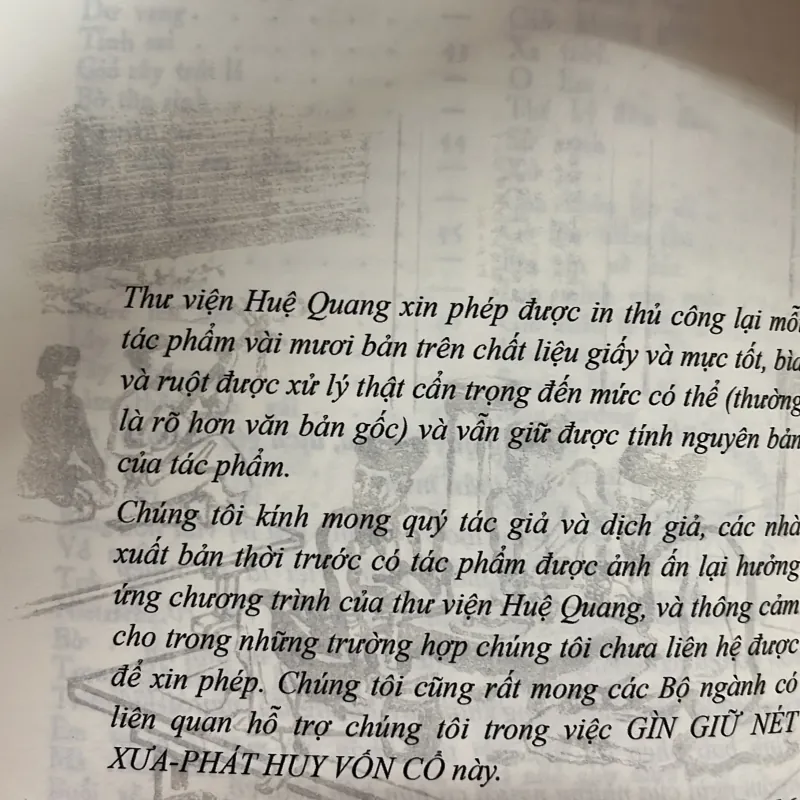 Thư viện Huệ Quang xin phép được in thủ công lại mỗi
tác phẩm vài mươi bản trên chất liệu giấy và mực tốt, bìa
và ruột được xử lý thật cẩn trọng đến mức có thể (thường
là rõ hơn văn bản gốc) và vẫn giữ được tính nguyên bản
của tác phẩm.
Chúng tôi kính mong quý tác giả và dịch giả, các nhà
xuất bản thời trước có tác phẩm được ảnh ấn lại hưởng
ứng chương trình của thư viện Huệ Quang, và thông cảm
cho trong những trường hợp chúng tôi chưa liên hệ được
để xin phép. Chúng tôi cũng rất mong các Bộ ngành có
liên quan hỗ trợ chúng tôi trong việc GÌN GIỮ NÉT
XƯA-PHÁT HUY VỐN CỔ này.